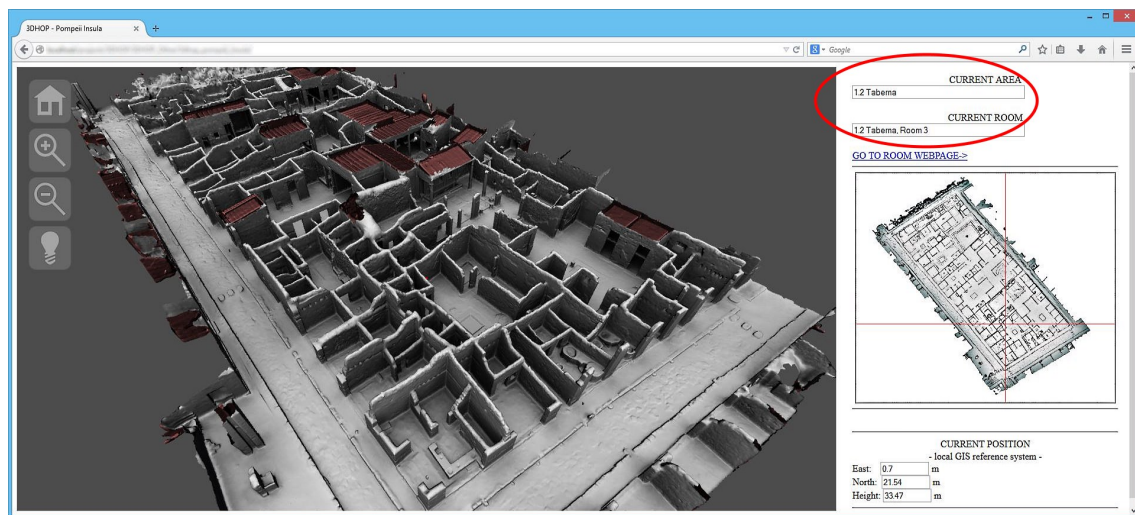 3DHOP - Pompeii Insula
Google
CURRENT AREA
1.2 Taberna
CURRENT ROOM
1.2 Taberna, Room 3
GO TO ROOM WEBPAGE->
CURRENT POSITION
- local GIS reference system -
East: 0.7 m
North: 21.54 m
Height: 33.47 m